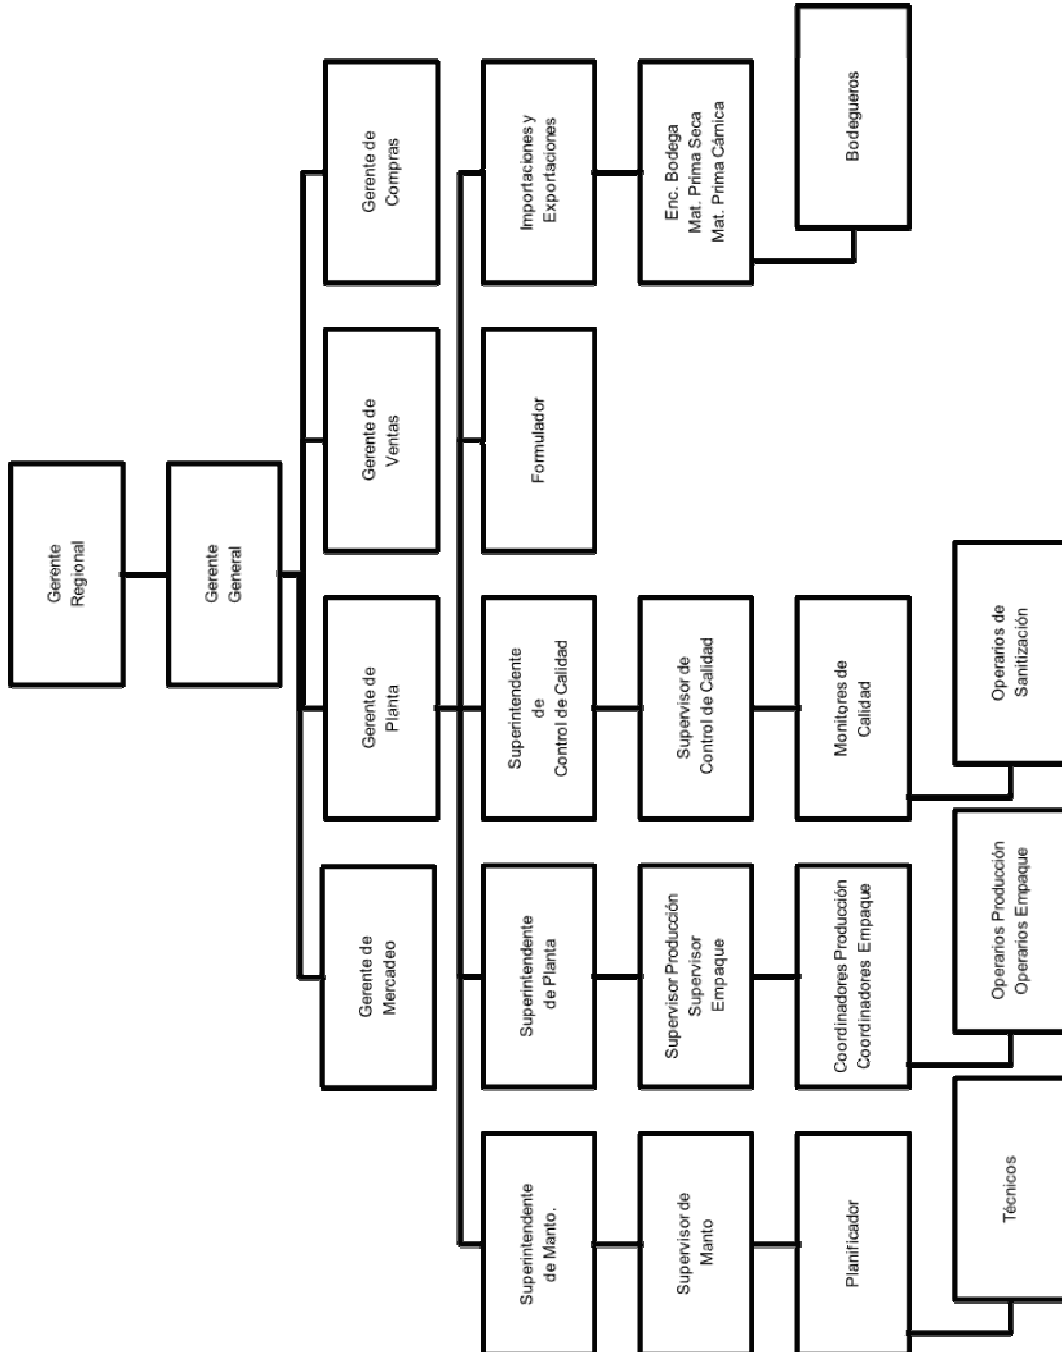 Gerente
Regional
Gerente
General
Gerente de
Mercadeo
Gerente de
Planta
Gerente de
Ventas
Gerente de
Compras
Superintendente
de Manto.
Superintendente
de Planta
Superintendente
de
Control de Calidad
Formulador
Importaciones y
Exportaciones
Supervisor de
Manto
Supervisor Producción
Supervisor
Empaque
Supervisor de
Control de Calidad
Enc. Bodega
Mat. Prima Seca
Mat. Prima Cárnica
Planificador
Coordinadores Producción
Coordinadores Empaque
Monitores de
Calidad
Bodegueros
Técnicos
Operarios Producción
Operarios Empaque
Operarios de
Sanitización